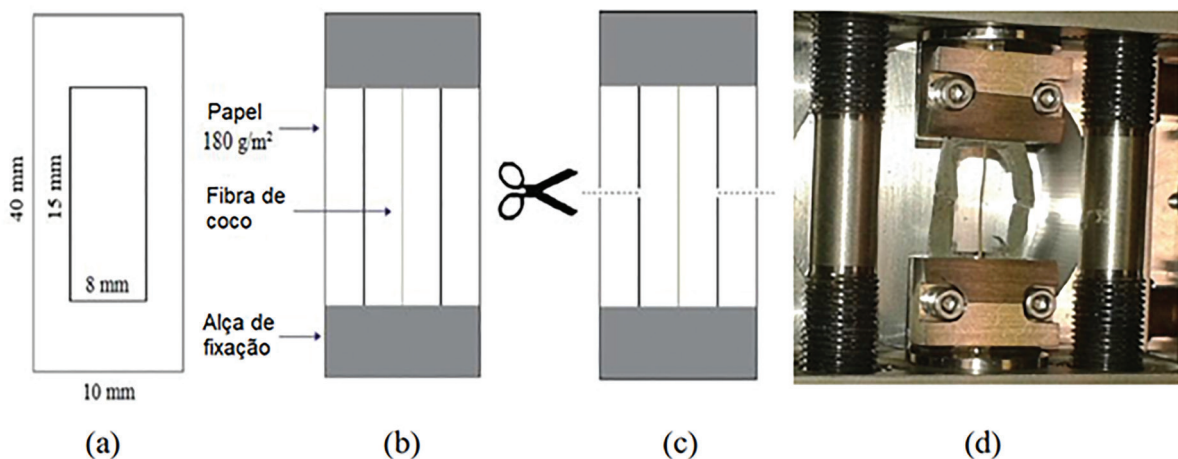 40 mm
15 mm
8 mm
10 mm
Papel
180 g/m²
Fibra de
coco
Alça de
fixação
(a)
(b)
(c)
(d)